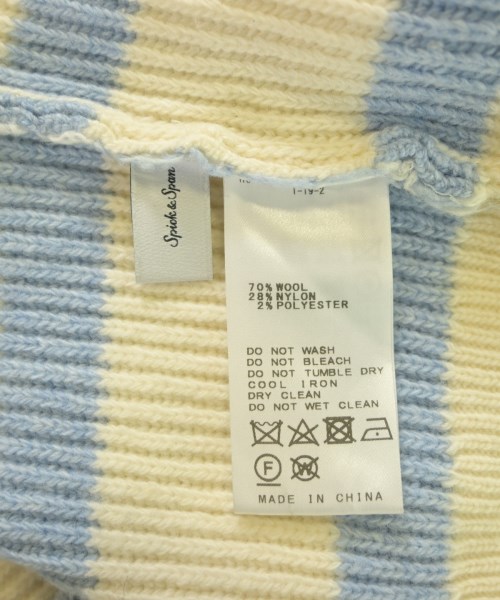 Spick & Span
1-19-2
70% WOOL
28% NYLON
2% POLYESTER
DO NOT WASH
DO NOT BLEACH
DO NOT TUMBLE DRY
COOL IRON
DRY CLEAN
DO NOT WET CLEAN
F
W
MADE IN CHINA